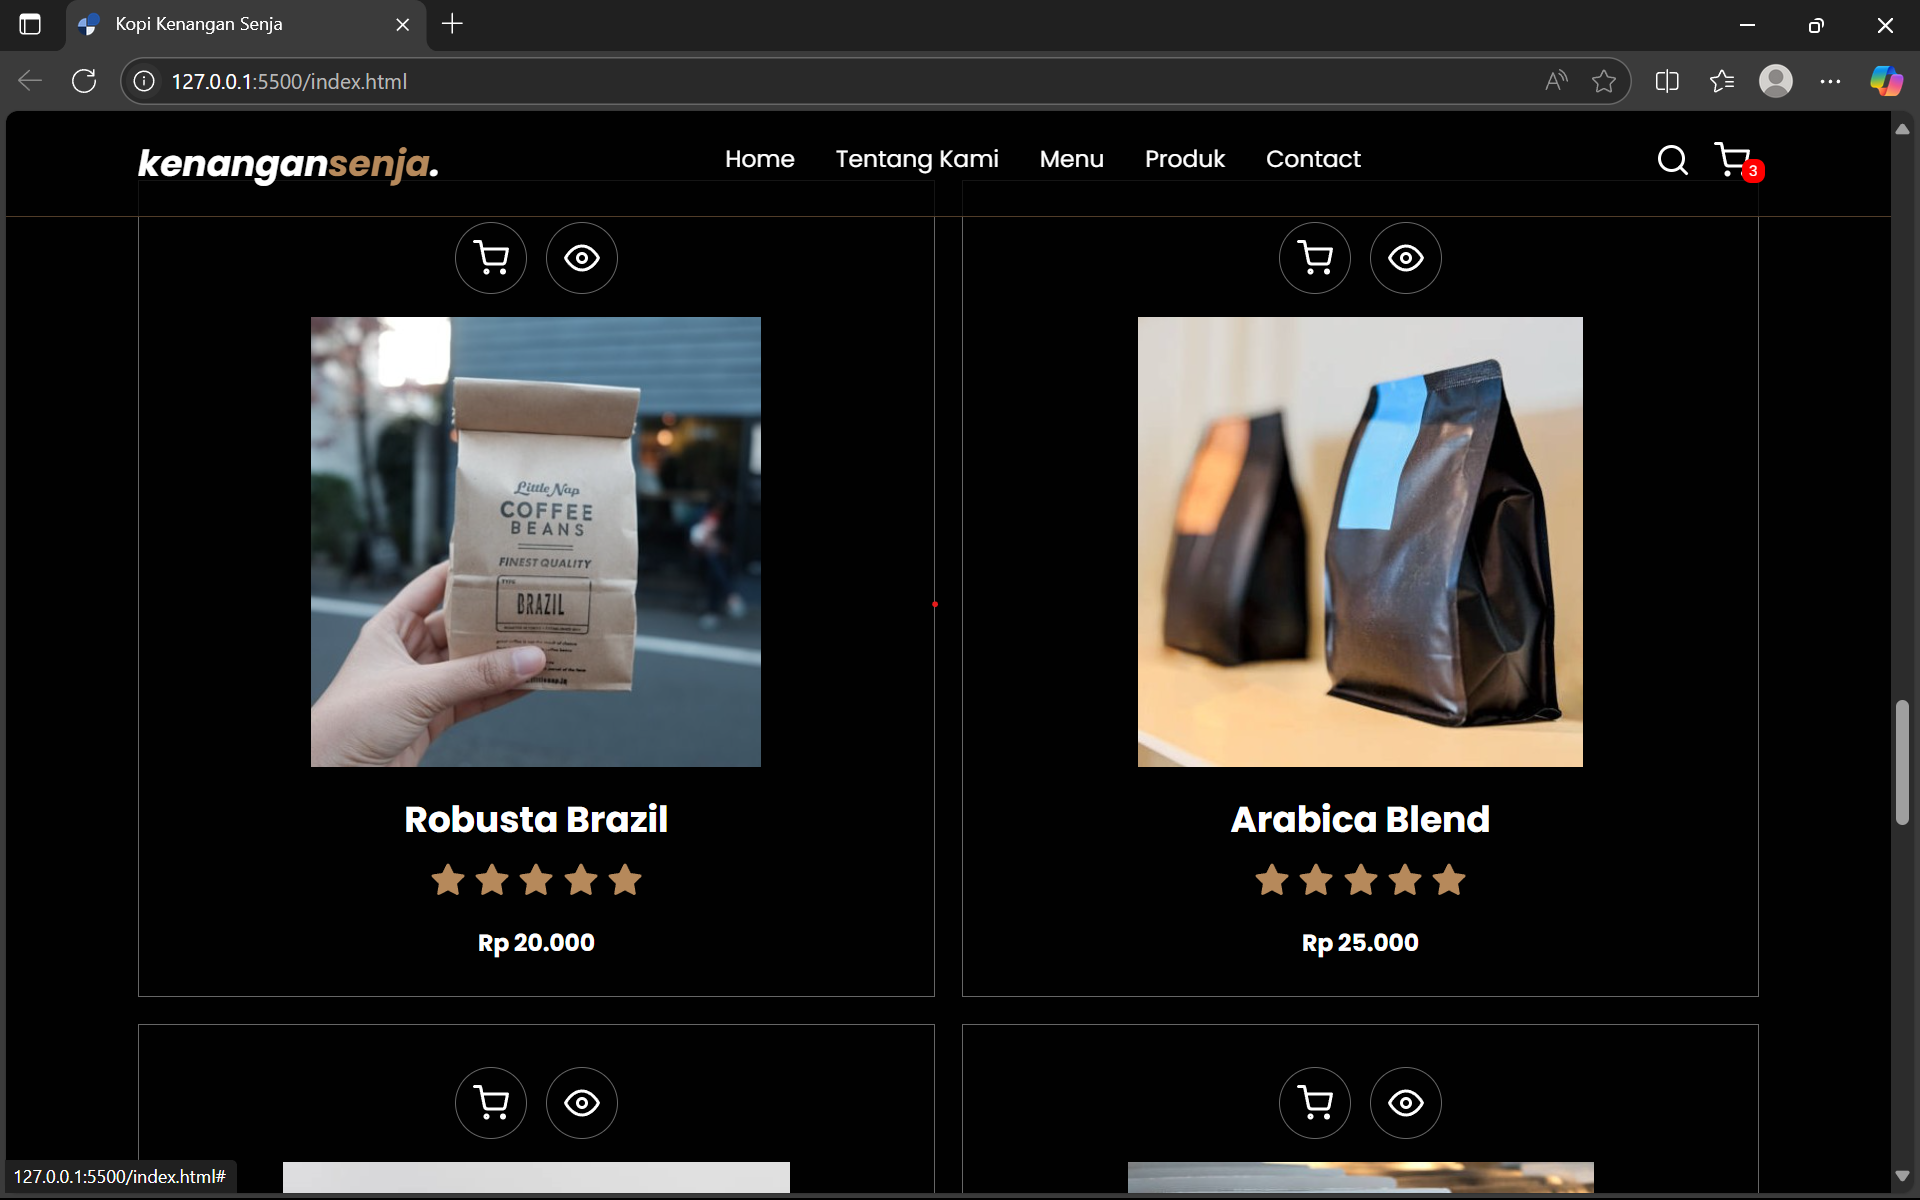 Kopi Kenangan Senja
127.0.0.1:5500/index.html
kenangansenja.
Home Tentang Kami Menu Produk Contact
3
Little Nap
COFFEE
BEANS
FINEST QUALITY
TYPE
BRAZIL
Robusta Brazil
Rp 20.000
Arabica Blend
Rp 25.000
127.0.0.1:5500/index.html#